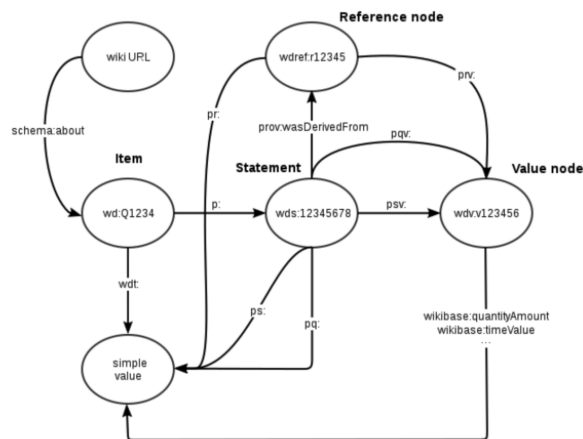 Reference node
wiki URL
wdref:r12345
prv:
pr:
schema:about
prov:wasDerivedFrom
pqv:
Item
Statement
Value node
wd:Q1234
p:
wds:12345678
psv:
wdv:v123456
wdt:
ps:
pq:
wikibase:quantityAmount
wikibase:timeValue
...
simple
value